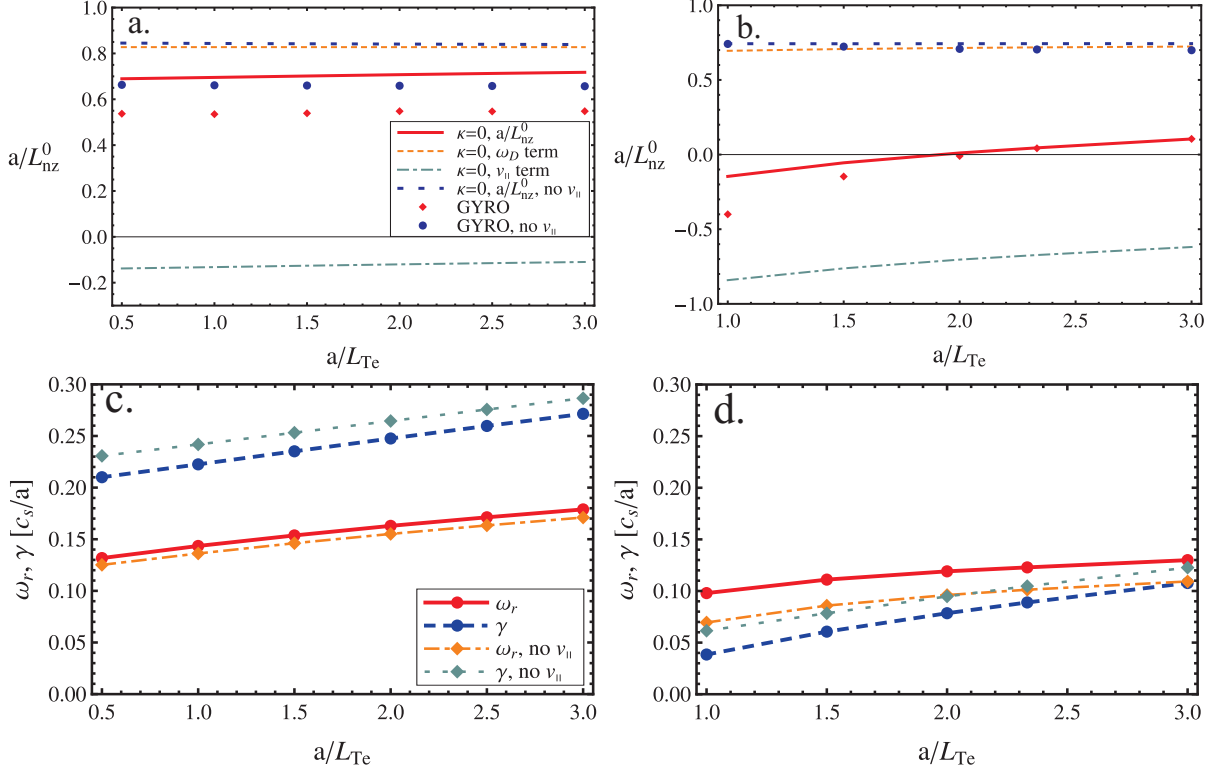 a.
0.8
0.6
0.4
0.2
0.0
−0.2
a/L⁰nz
κ=0, a/L⁰nz
κ=0, ωD term
κ=0, v॥ term
κ=0, a/L⁰nz, no v॥
GYRO
GYRO, no v॥
0.5 1.0 1.5 2.0 2.5 3.0
a/LTe
b.
1.0
0.5
0.0
−0.5
−1.0
a/L⁰nz
1.0 1.5 2.0 2.5 3.0
a/LTe
c.
0.30
0.25
0.20
0.15
0.10
0.05
0.00
ωr, γ [cs/a]
ωr
γ
ωr, no v॥
γ, no v॥
0.5 1.0 1.5 2.0 2.5 3.0
a/LTe
d.
0.30
0.25
0.20
0.15
0.10
0.05
0.00
ωr, γ [cs/a]
1.0 1.5 2.0 2.5 3.0
a/LTe